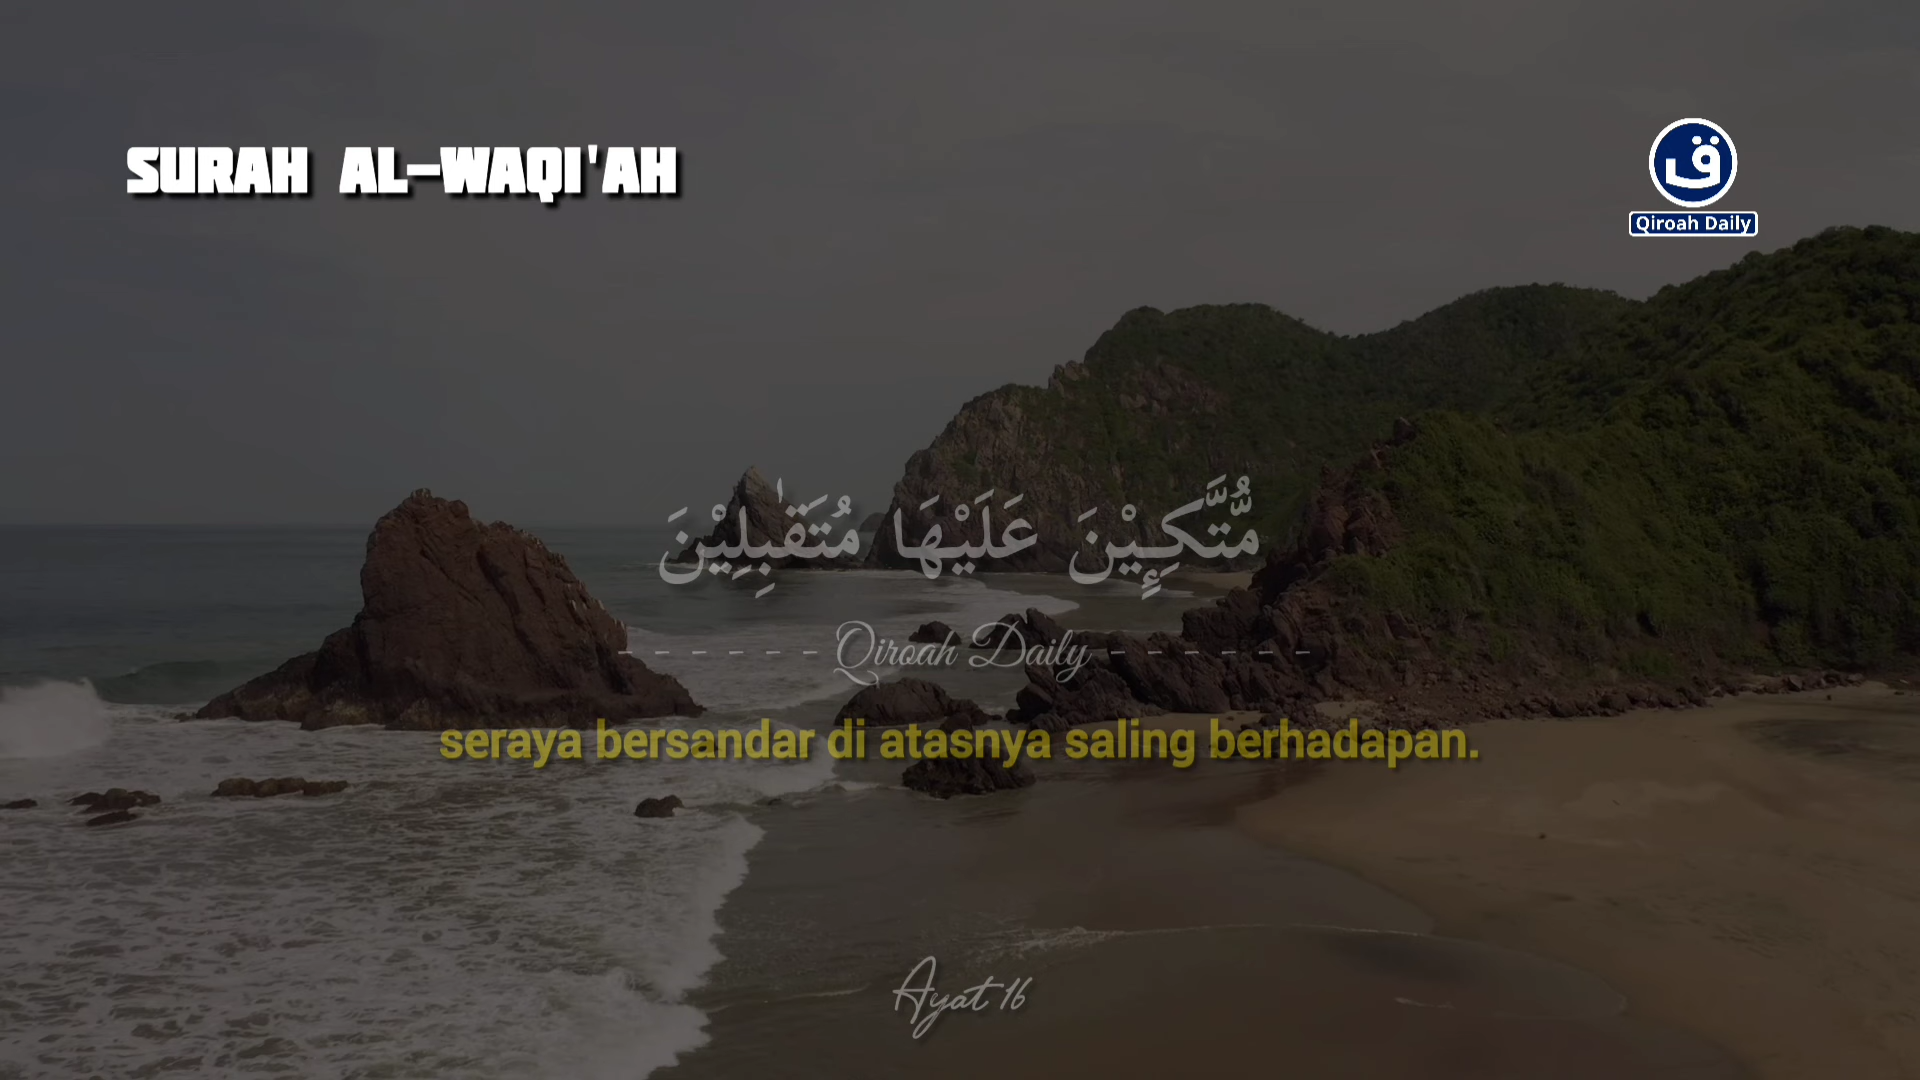 SURAH AL-WAQI'AH
ق
Qiroah Daily
مُّتَّكِـِٕيْنَ عَلَيْهَا مُتَقٰبِلِيْنَ
Qiroah Daily
seraya bersandar di atasnya saling berhadapan.
Ayat 16